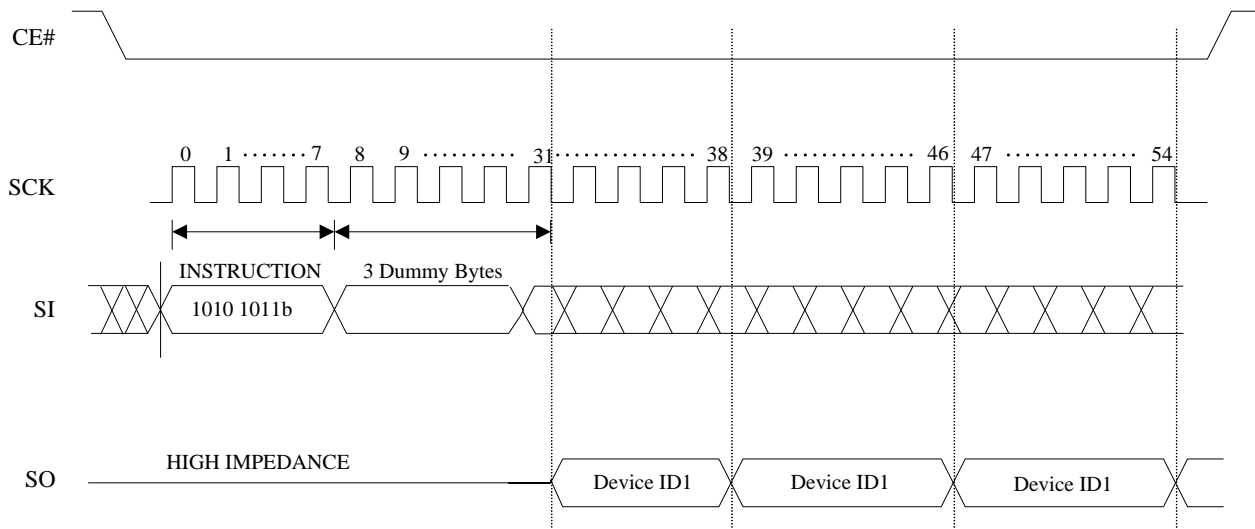 CE#
0 1 ······· 7 8 9 ·········· 31 ················ 38 39 ·············· 46 47 ·············· 54
SCK
INSTRUCTION 3 Dummy Bytes
SI 1010 1011b
HIGH IMPEDANCE
SO Device ID1 Device ID1 Device ID1